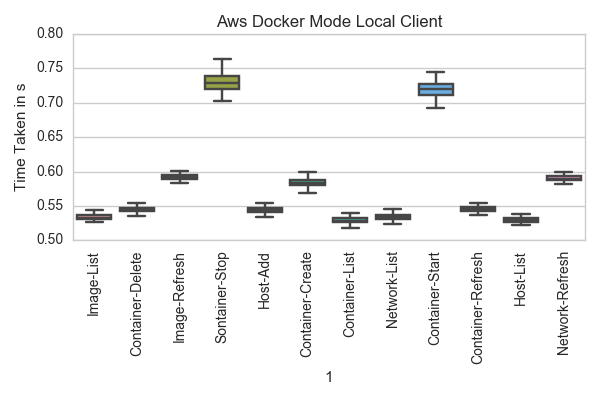 Aws Docker Mode Local Client
Time Taken in s
0.80
0.75
0.70
0.65
0.60
0.55
0.50
Image-List
Container-Delete
Image-Refresh
Sontainer-Stop
Host-Add
Container-Create
Container-List
Network-List
Container-Start
Container-Refresh
Host-List
Network-Refresh
1